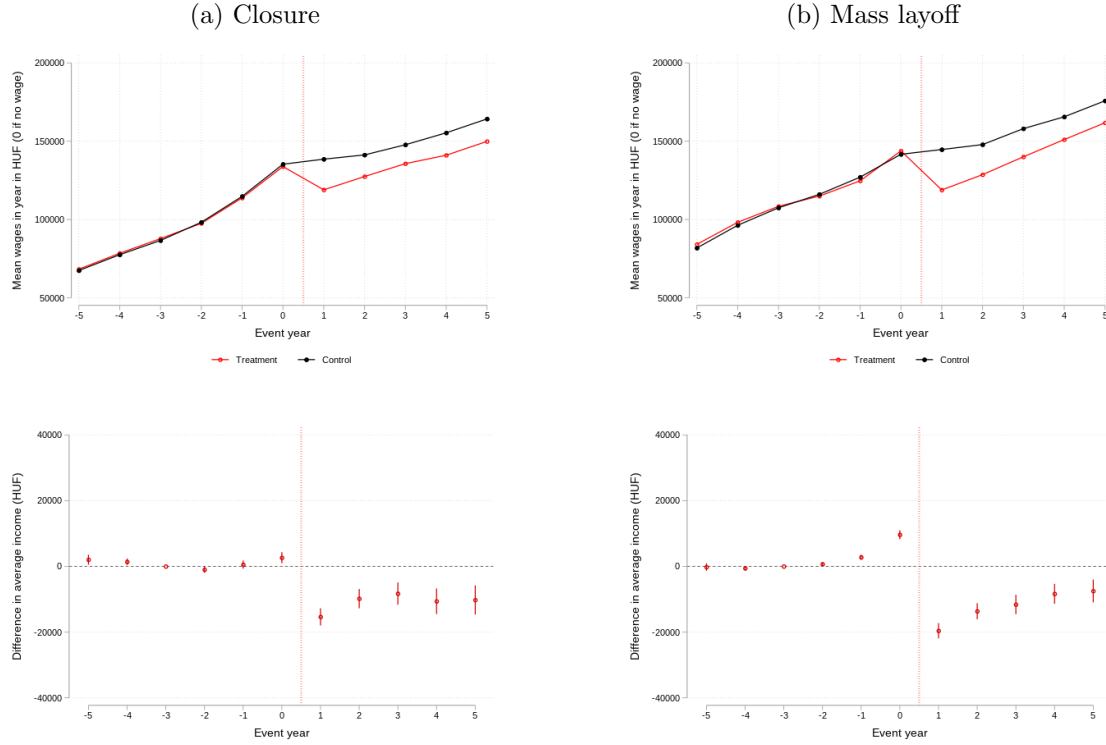 (a) Closure
Mean wages in year in HUF (0 if no wage)
200000
150000
100000
50000
-5 -4 -3 -2 -1 0 1 2 3 4 5
Event year
Treatment Control
(b) Mass layoff
Mean wages in year in HUF (0 if no wage)
200000
150000
100000
50000
-5 -4 -3 -2 -1 0 1 2 3 4 5
Event year
Treatment Control
Difference in average income (HUF)
40000
20000
0
-20000
-40000
-5 -4 -3 -2 -1 0 1 2 3 4 5
Event year
Difference in average income (HUF)
40000
20000
0
-20000
-40000
-5 -4 -3 -2 -1 0 1 2 3 4 5
Event year